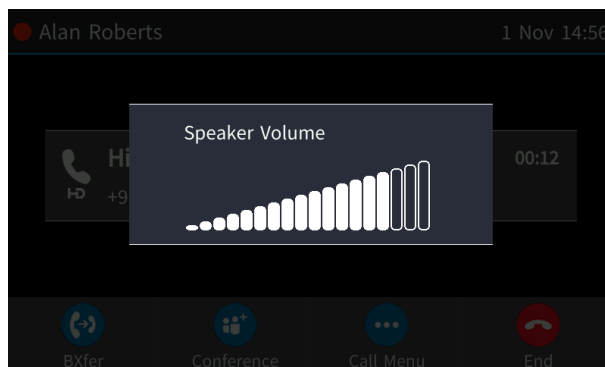 Alan Roberts
1 Nov 14:56
Speaker Volume
Hi
00:12
HD
+9
BXfer
Conference
Call Menu
End